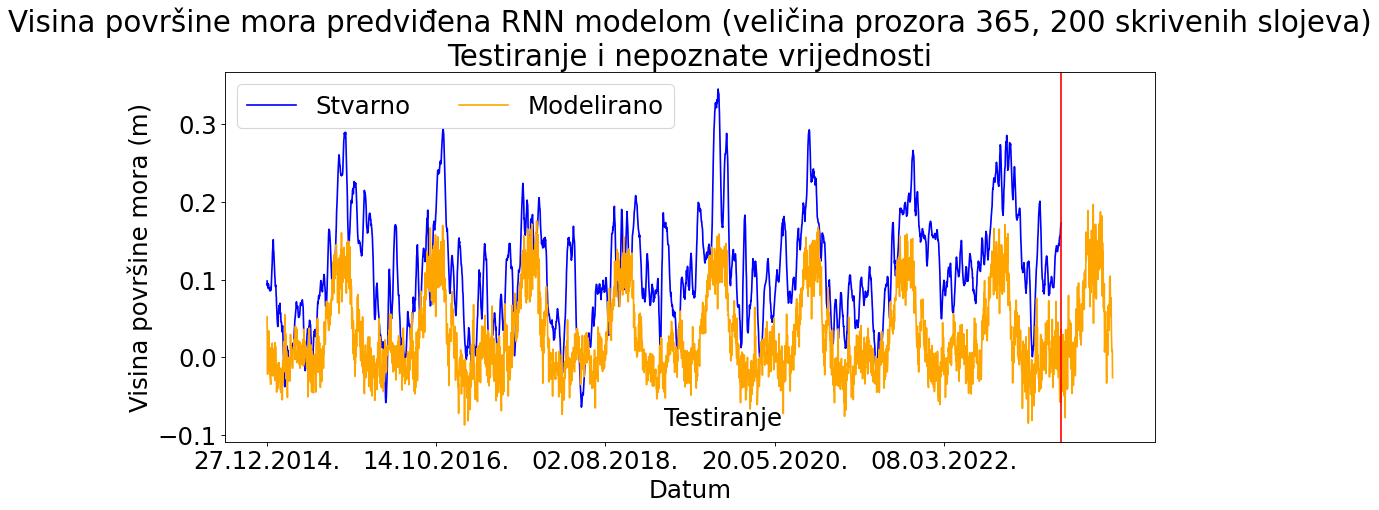 Visina površine mora predviđena RNN modelom (veličina prozora 365, 200 skrivenih slojeva)
Testiranje i nepoznate vrijednosti
Stvarno Modelirano
Visina površine mora (m)
0.3
0.2
0.1
0.0
−0.1
Testiranje
27.12.2014. 14.10.2016. 02.08.2018. 20.05.2020. 08.03.2022.
Datum